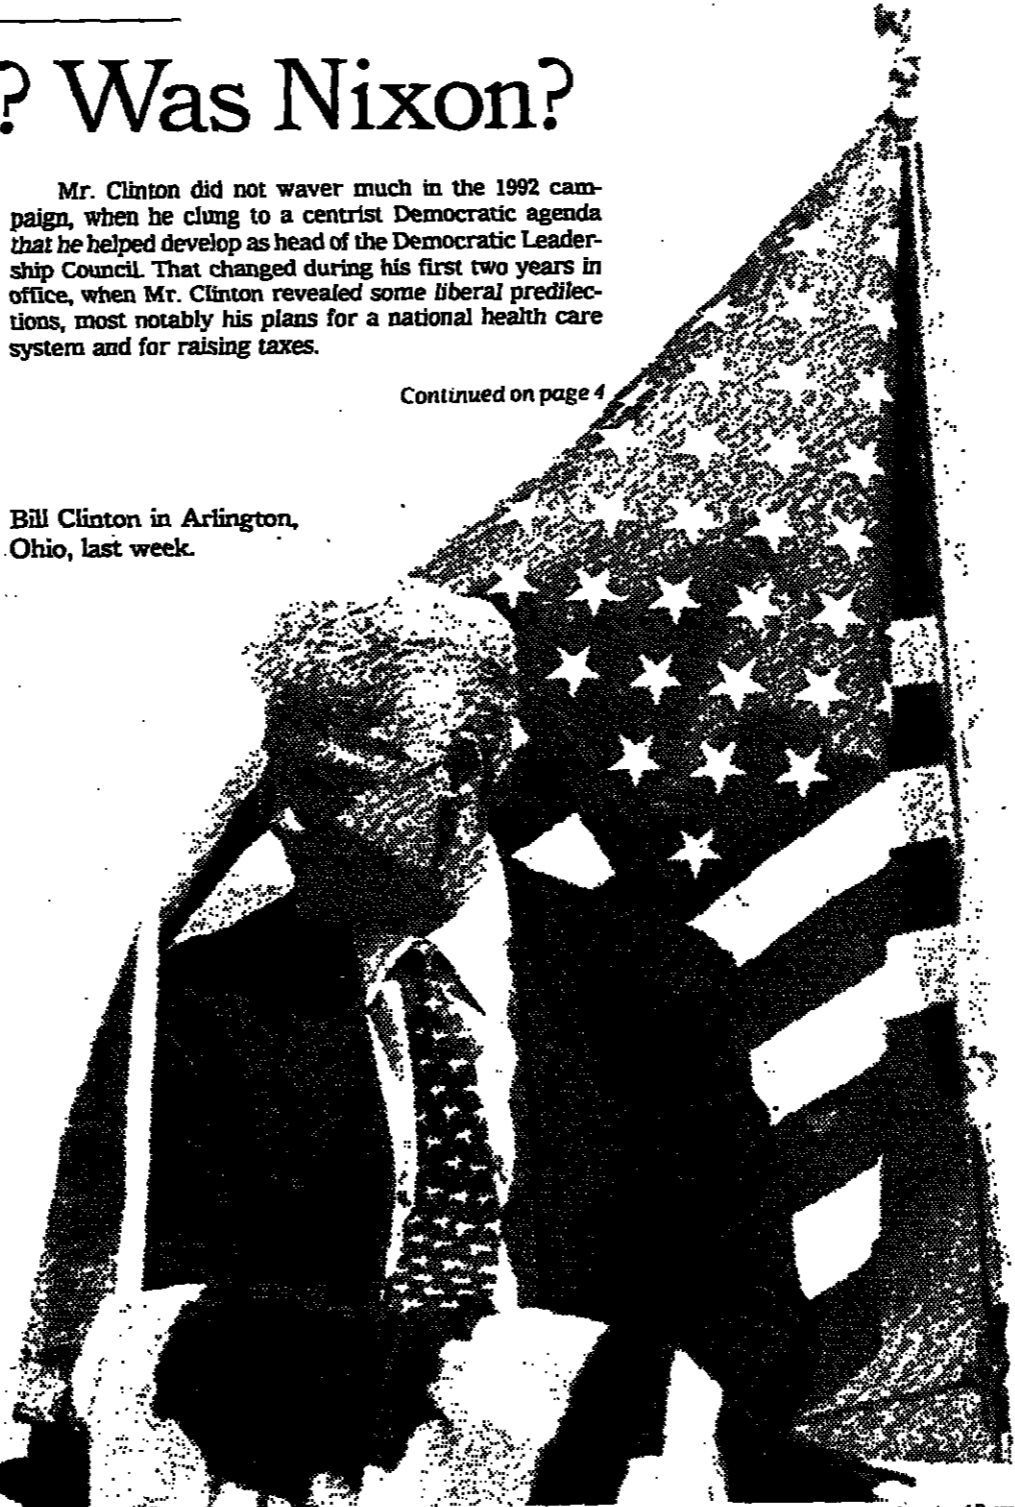 ? Was Nixon?
Mr. Clinton did not waver much in the 1992 cam-
paign, when he clung to a centrist Democratic agenda
that he helped develop as head of the Democratic Leader-
ship Council. That changed during his first two years in
office, when Mr. Clinton revealed some liberal predilec-
tions, most notably his plans for a national health care
system and for raising taxes.
Continued on page 4
Bill Clinton in Arlington,
Ohio, last week.